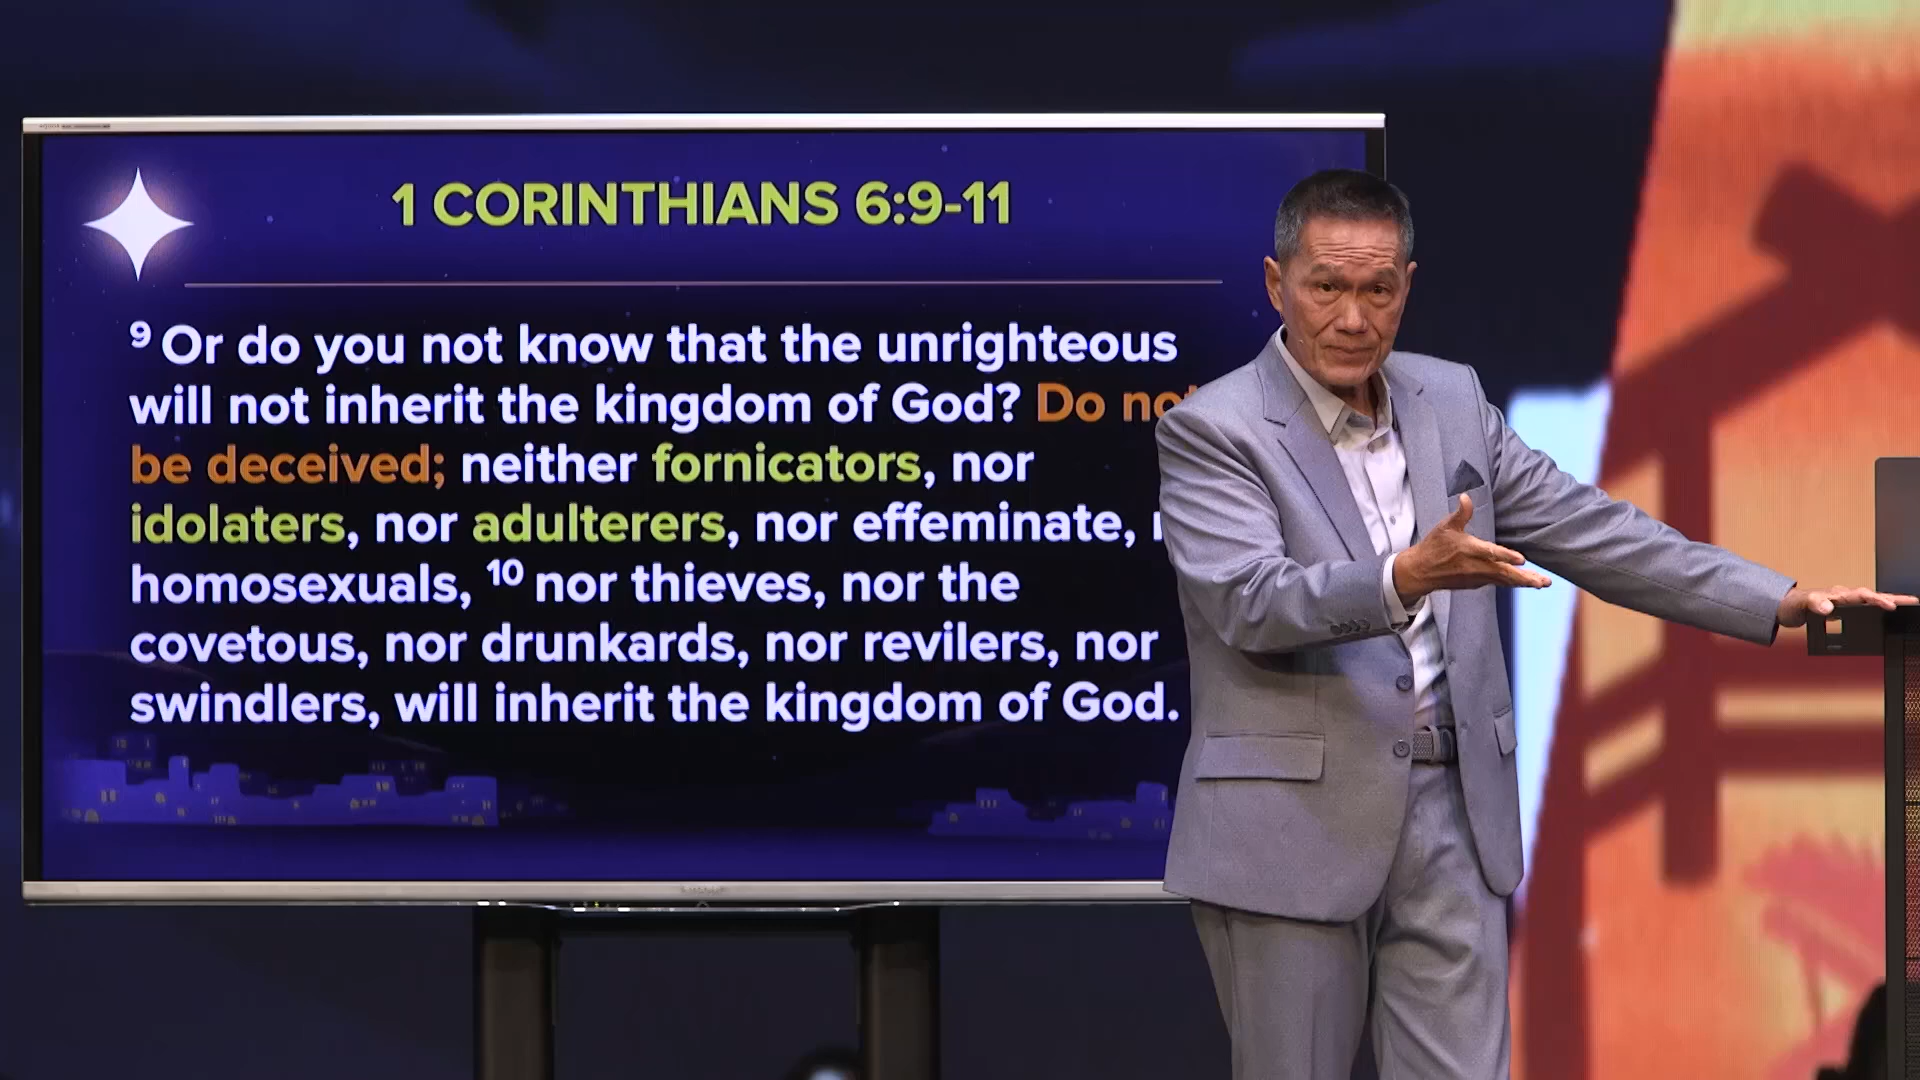 1 CORINTHIANS 6:9-11
9 Or do you not know that the unrighteous
will not inherit the kingdom of God? Do not
be deceived; neither fornicators, nor
idolaters, nor adulterers, nor effeminate,
homosexuals, 10 nor thieves, nor the
covetous, nor drunkards, nor revilers, nor
swindlers, will inherit the kingdom of God.